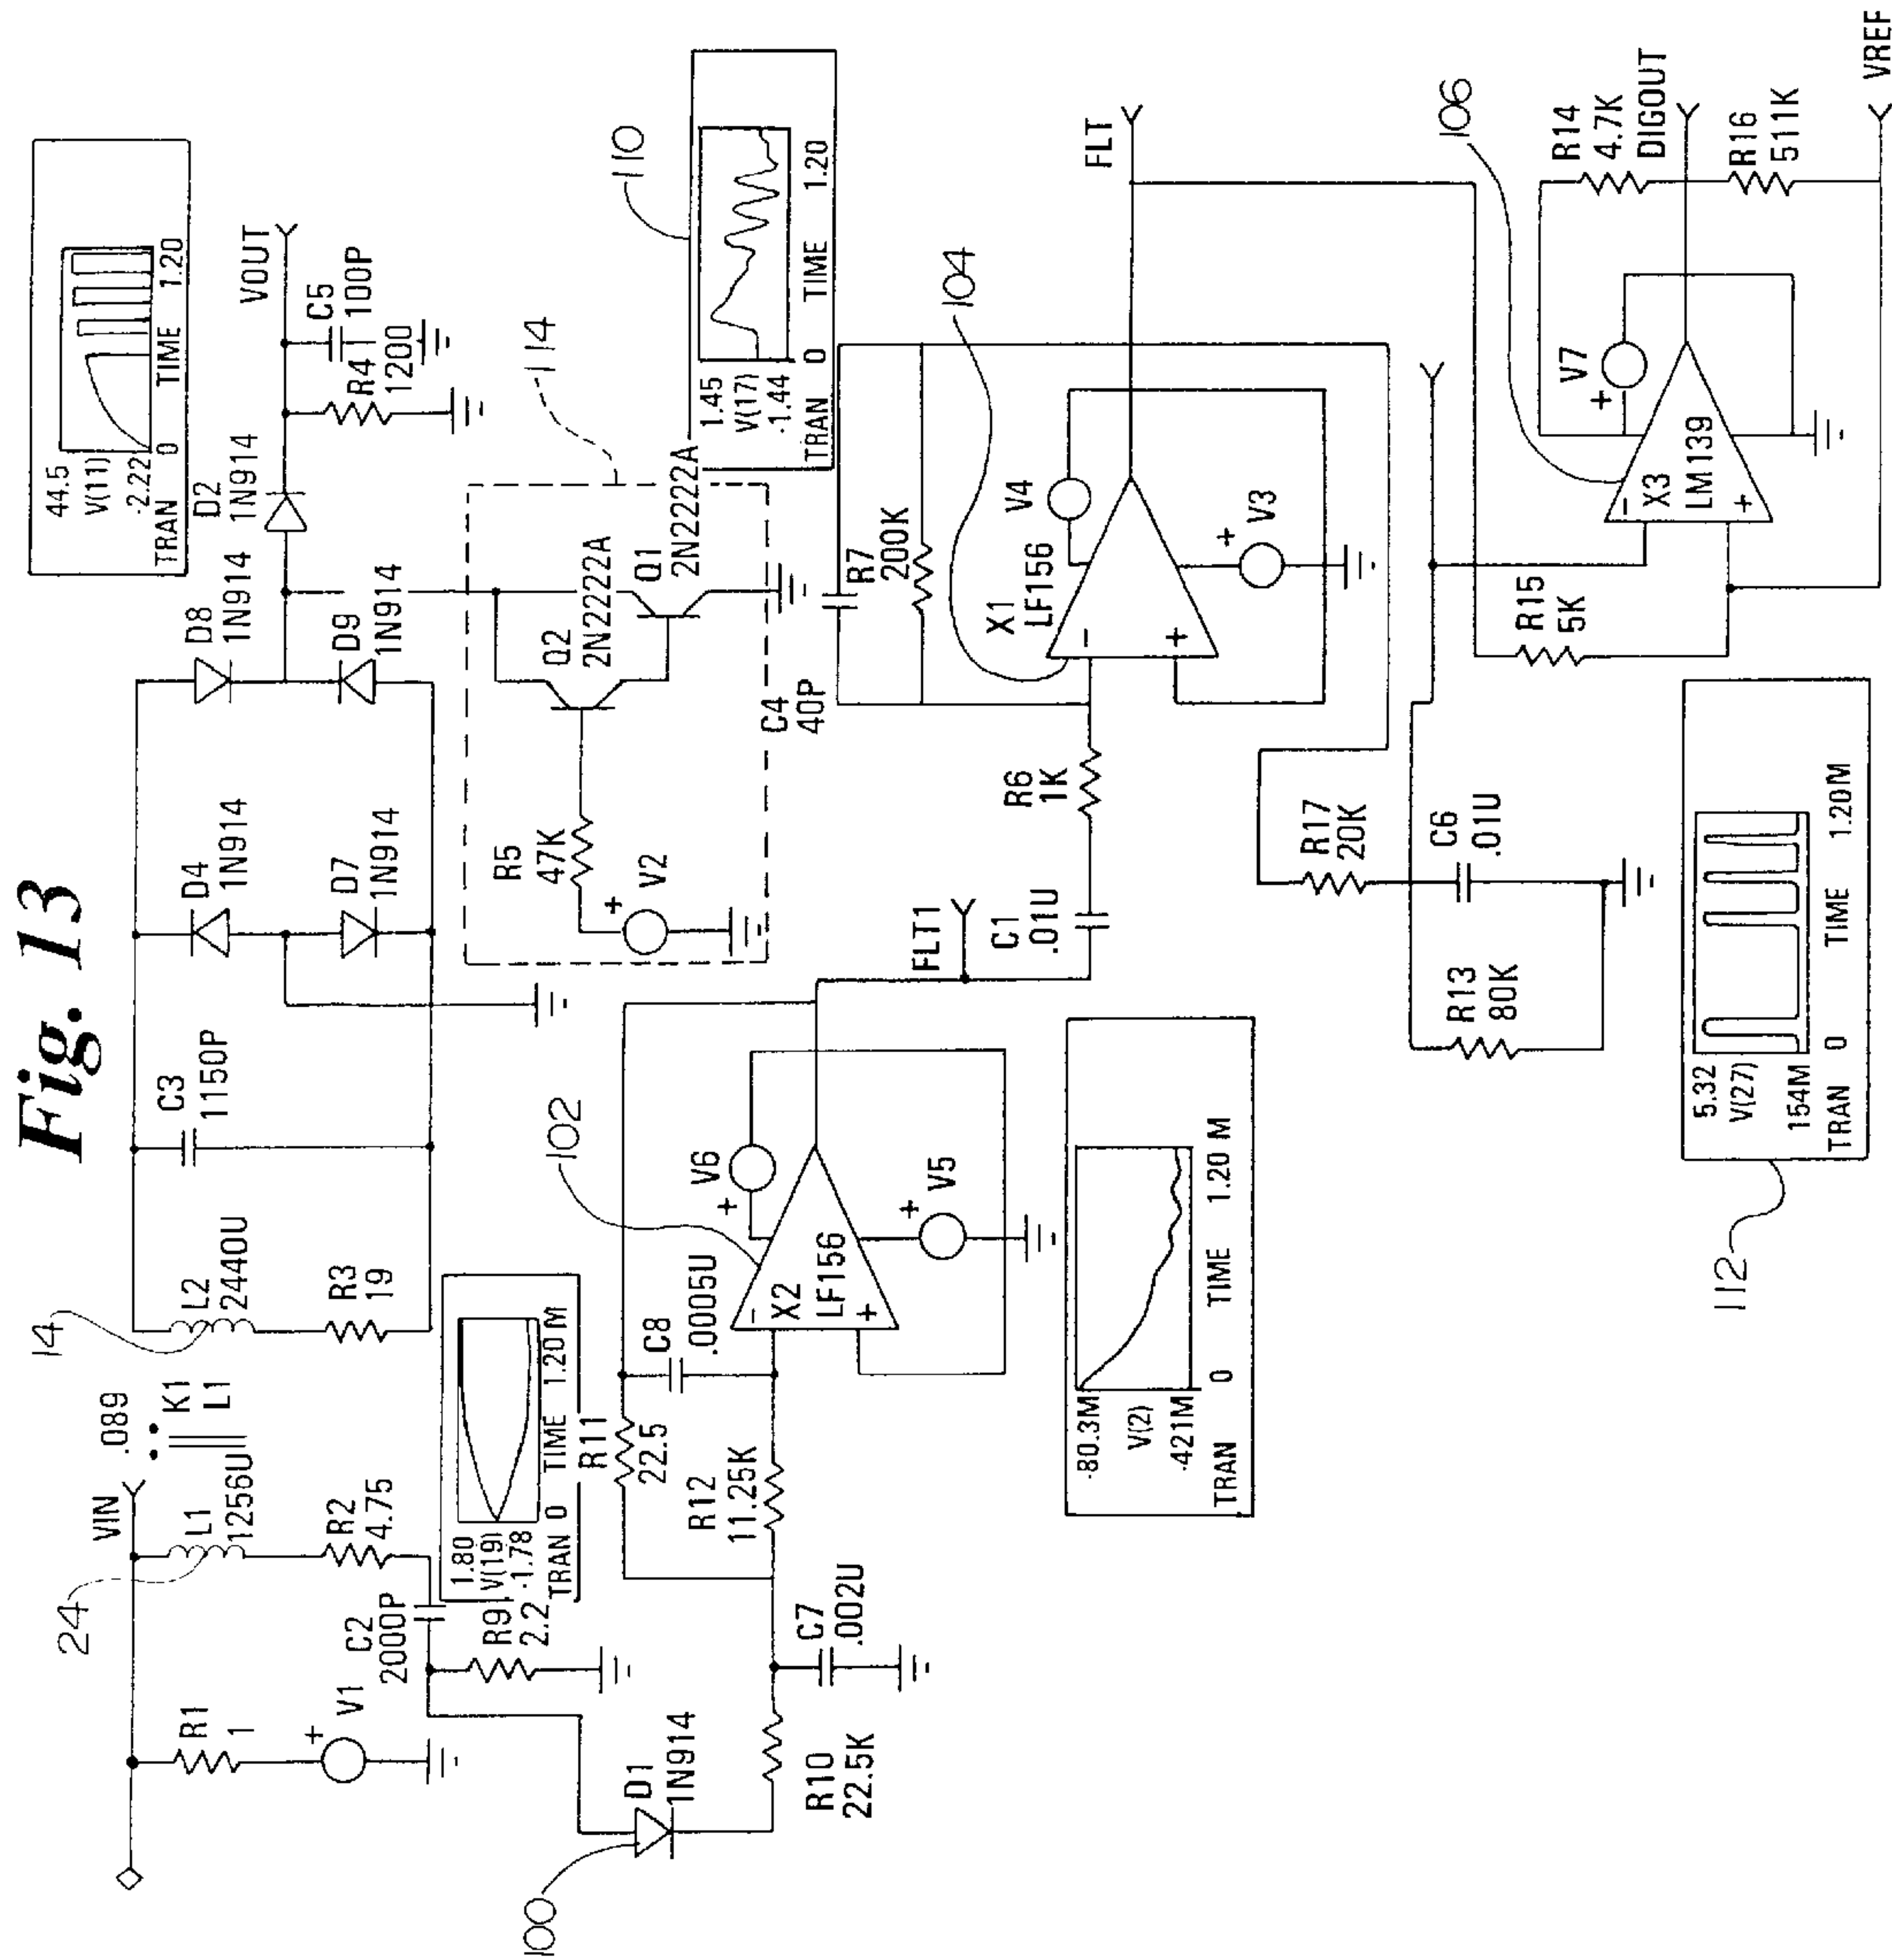 Fig. 13
VIN
.089
K1
L1
L1
1256U
24
R1
1
V1
+
R2
4.75
C2
2000P
R9
2.2
14
L2
2440U
R3
19
C3
1150P
D4
1N914
D7
1N914
D8
1N914
D9
1N914
D2
1N914
VOUT
R4
1200
C5
100P
44.5
V(11)
-2.22
TRAN 0 TIME 1.20
1.80
V(19)
-1.78
TRAN 0 TIME 1.20 M
R5
47K
V2
+
Q2
2N2222A
Q1
2N2222A
114
110
1.45
V(17)
-1.44
TRAN 0 TIME 1.20
100
D1
1N914
R10
22.5K
C7
.002U
R11
22.5
R12
11.25K
C8
.0005U
102
-
X2
LF156
+
V6
+
V5
+
-80.3M
V(2)
-421M
TRAN 0 TIME 1.20 M
FLT1
C1
.01U
R6
1K
C4
40P
R7
200K
104
X1
LF156
-
+
V4
V3
+
FLT
R17
20K
C6
.01U
R13
80K
R15
5K
106
-
X3
LM139
+
V7
+
R14
4.7K
DIGOUT
R16
511K
VREF
5.32
V(27)
154M
TRAN 0 TIME 1.20M
112